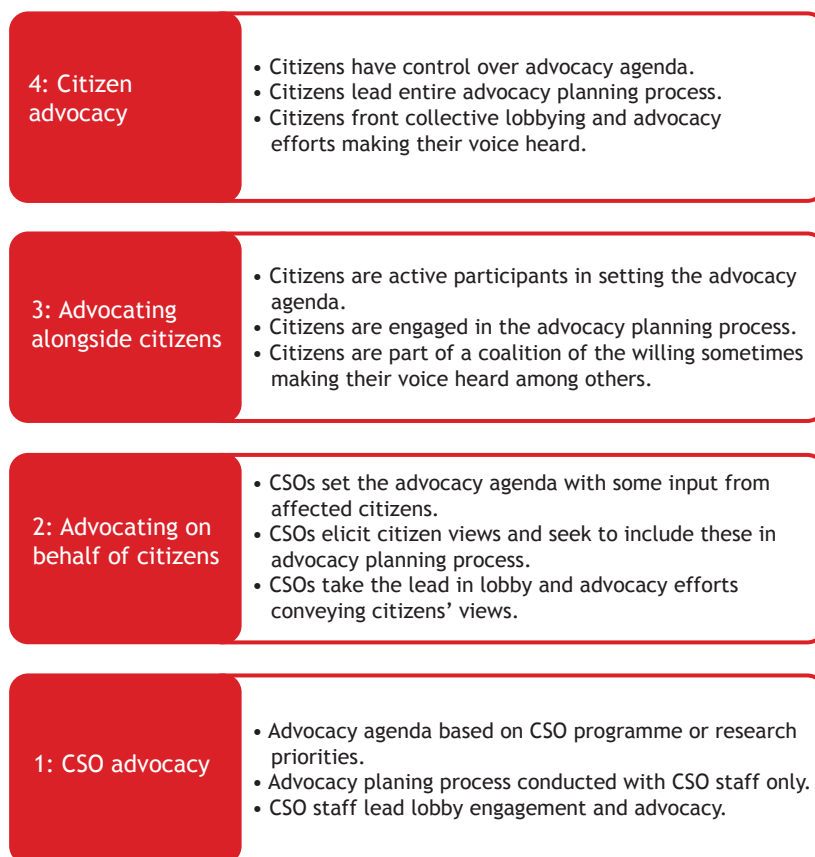 4: Citizen
advocacy
• Citizens have control over advocacy agenda.
• Citizens lead entire advocacy planning process.
• Citizens front collective lobbying and advocacy
efforts making their voice heard.
3: Advocating
alongside citizens
• Citizens are active participants in setting the advocacy
agenda.
• Citizens are engaged in the advocacy planning process.
• Citizens are part of a coalition of the willing sometimes
making their voice heard among others.
2: Advocating on
behalf of citizens
• CSOs set the advocacy agenda with some input from
affected citizens.
• CSOs elicit citizen views and seek to include these in
advocacy planning process.
• CSOs take the lead in lobby and advocacy efforts
conveying citizens’ views.
1: CSO advocacy
• Advocacy agenda based on CSO programme or research
priorities.
• Advocacy planing process conducted with CSO staff only.
• CSO staff lead lobby engagement and advocacy.